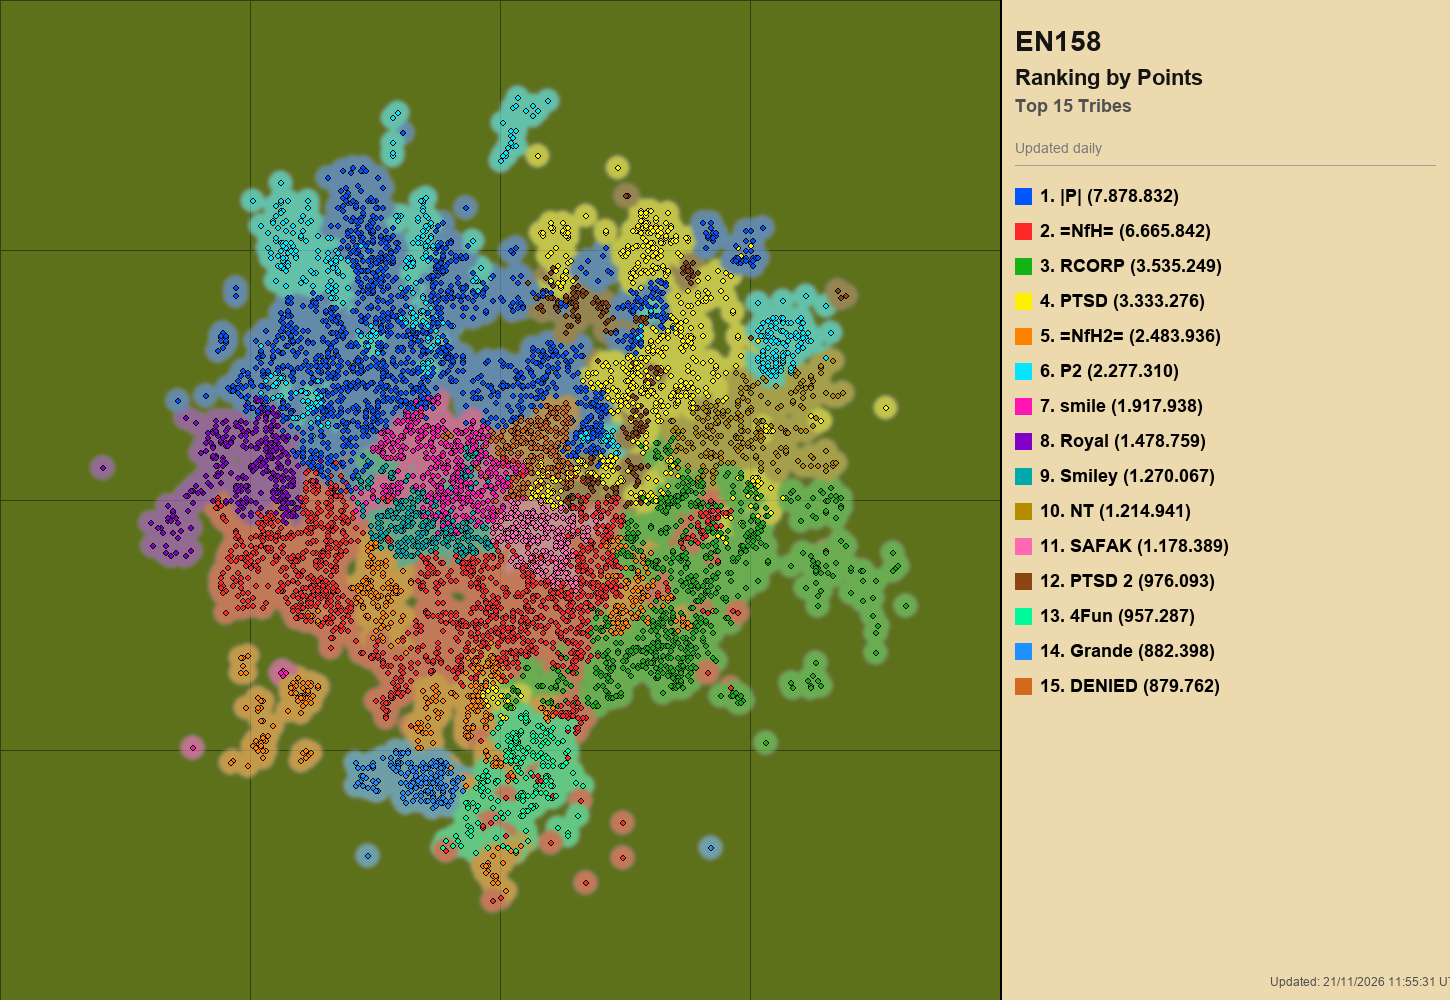 EN158
Ranking by Points
Top 15 Tribes
Updated daily
1. |P| (7.878.832)
2. =NfH= (6.665.842)
3. RCORP (3.535.249)
4. PTSD (3.333.276)
5. =NfH2= (2.483.936)
6. P2 (2.277.310)
7. smile (1.917.938)
8. Royal (1.478.759)
9. Smiley (1.270.067)
10. NT (1.214.941)
11. SAFAK (1.178.389)
12. PTSD 2 (976.093)
13. 4Fun (957.287)
14. Grande (882.398)
15. DENIED (879.762)
Updated: 21/11/2026 11:55:31 U